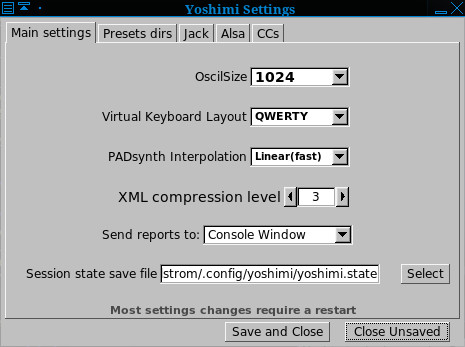 Yoshimi Settings
Main settings Presets dirs Jack Alsa CCs
OscilSize 1024
Virtual Keyboard Layout QWERTY
PADsynth Interpolation Linear(fast)
XML compression level 3
Send reports to: Console Window
Session state save file strom/.config/yoshimi/yoshimi.state Select
Most settings changes require a restart
Save and Close Close Unsaved